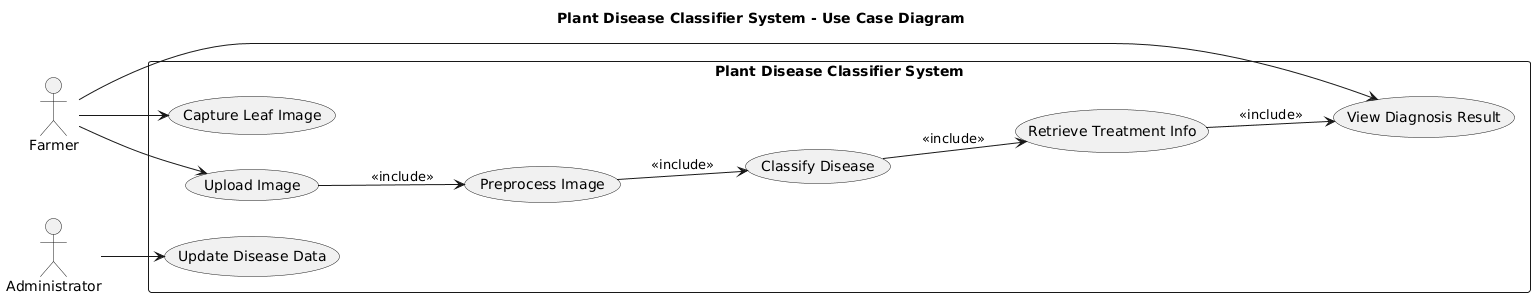 Plant Disease Classifier System - Use Case Diagram
Plant Disease Classifier System
Farmer
Capture Leaf Image
Upload Image
«include»
Preprocess Image
«include»
Classify Disease
«include»
Retrieve Treatment Info
«include»
View Diagnosis Result
Administrator
Update Disease Data